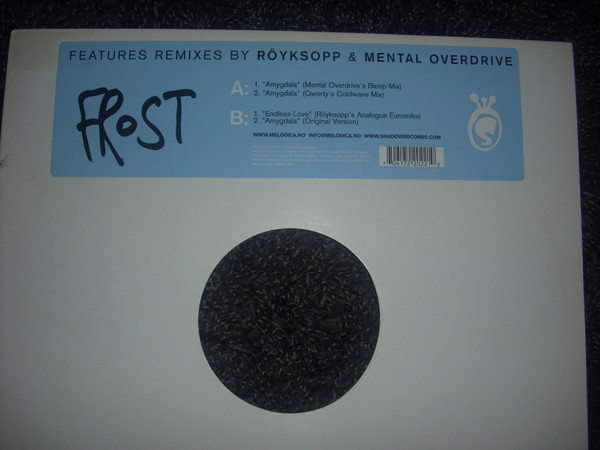 FEATURES REMIXES BY RÖYKSOPP & MENTAL OVERDRIVE
FROST
A: 1. "Amygdala" (Mental Overdrive's Bleep Mix)
2. "Amygdala" (Qwerty's Coldwave Mix)
B: 1. "Endless Love" (Röyksopp's Analogue Euromiks)
2. "Amygdala" (Original Version)
WWW.MELODICA.NO INFO@MELODICA.NO WWW.SHADOWRECORDS.COM